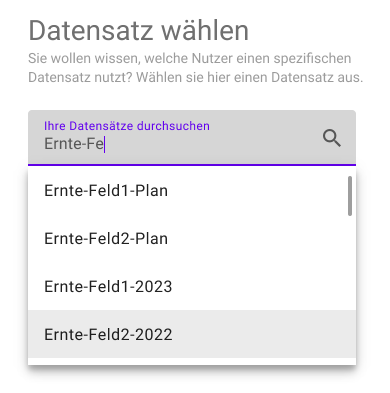 Datensatz wählen
Sie wollen wissen, welche Nutzer einen spezifischen
Datensatz nutzt? Wählen sie hier einen Datensatz aus.
Ihre Datensätze durchsuchen
Ernte-Fe
Ernte-Feld1-Plan
Ernte-Feld2-Plan
Ernte-Feld1-2023
Ernte-Feld2-2022